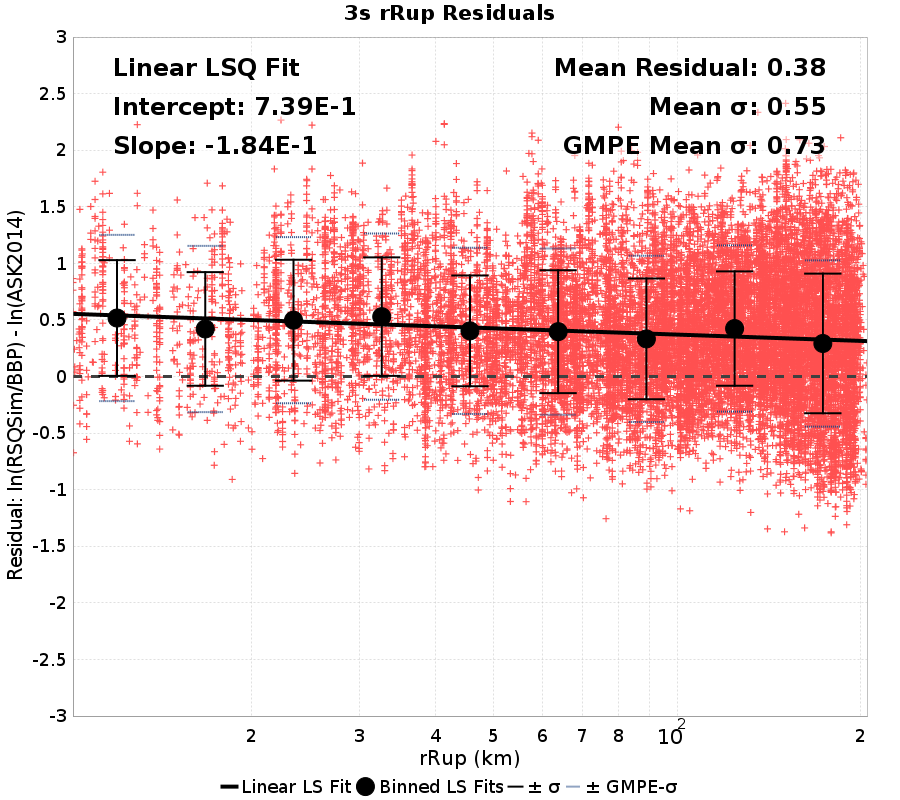 3s rRup Residuals
Linear LSQ Fit
Intercept: 7.39E-1
Slope: -1.84E-1
Mean Residual: 0.38
Mean σ: 0.55
GMPE Mean σ: 0.73
Residual: ln(RSQSim/BBP) - ln(ASK2014)
3
2.5
2
1.5
1
0.5
0
-0.5
-1
-1.5
-2
-2.5
-3
2 3 4 5 6 7 8 10² 2
rRup (km)
Linear LS Fit Binned LS Fits ± σ ± GMPE-σ